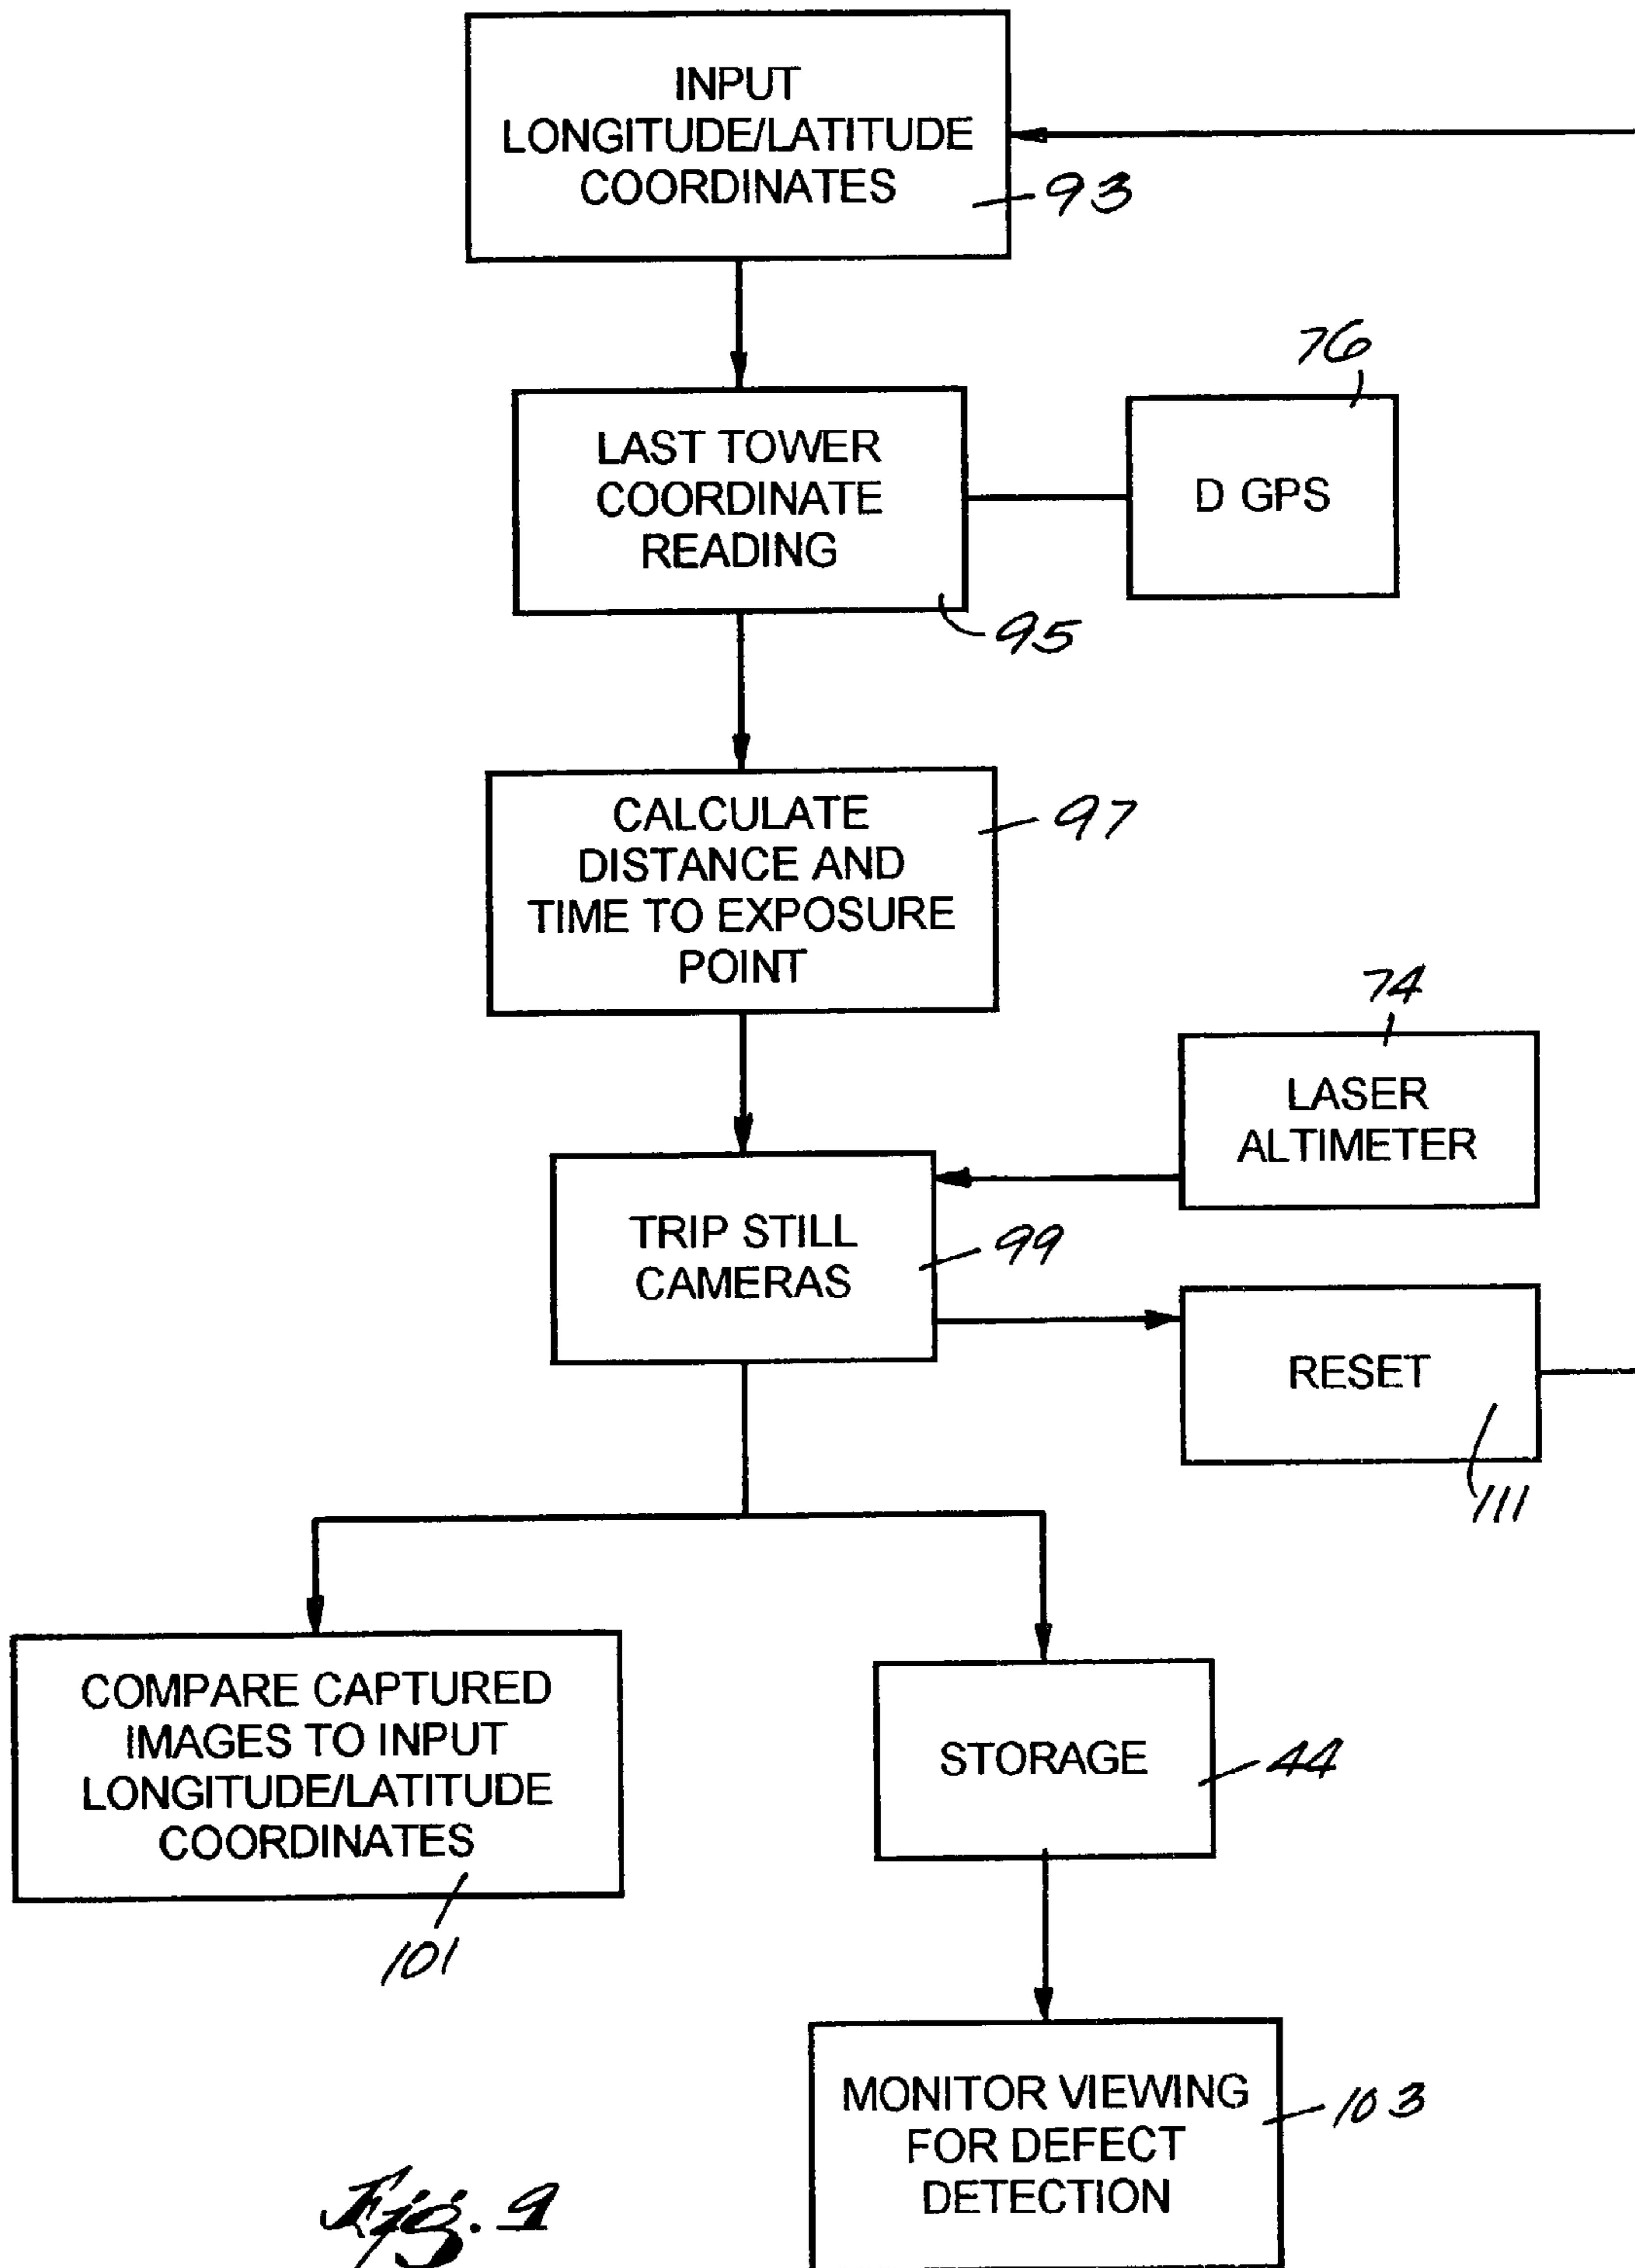 INPUT
LONGITUDE/LATITUDE
COORDINATES
93
76
LAST TOWER
COORDINATE
READING
D GPS
95
CALCULATE
DISTANCE AND
TIME TO EXPOSURE
POINT
97
74
LASER
ALTIMETER
TRIP STILL
CAMERAS
99
RESET
111
COMPARE CAPTURED
IMAGES TO INPUT
LONGITUDE/LATITUDE
COORDINATES
101
STORAGE
44
MONITOR VIEWING
FOR DEFECT
DETECTION
103
Fig. 9